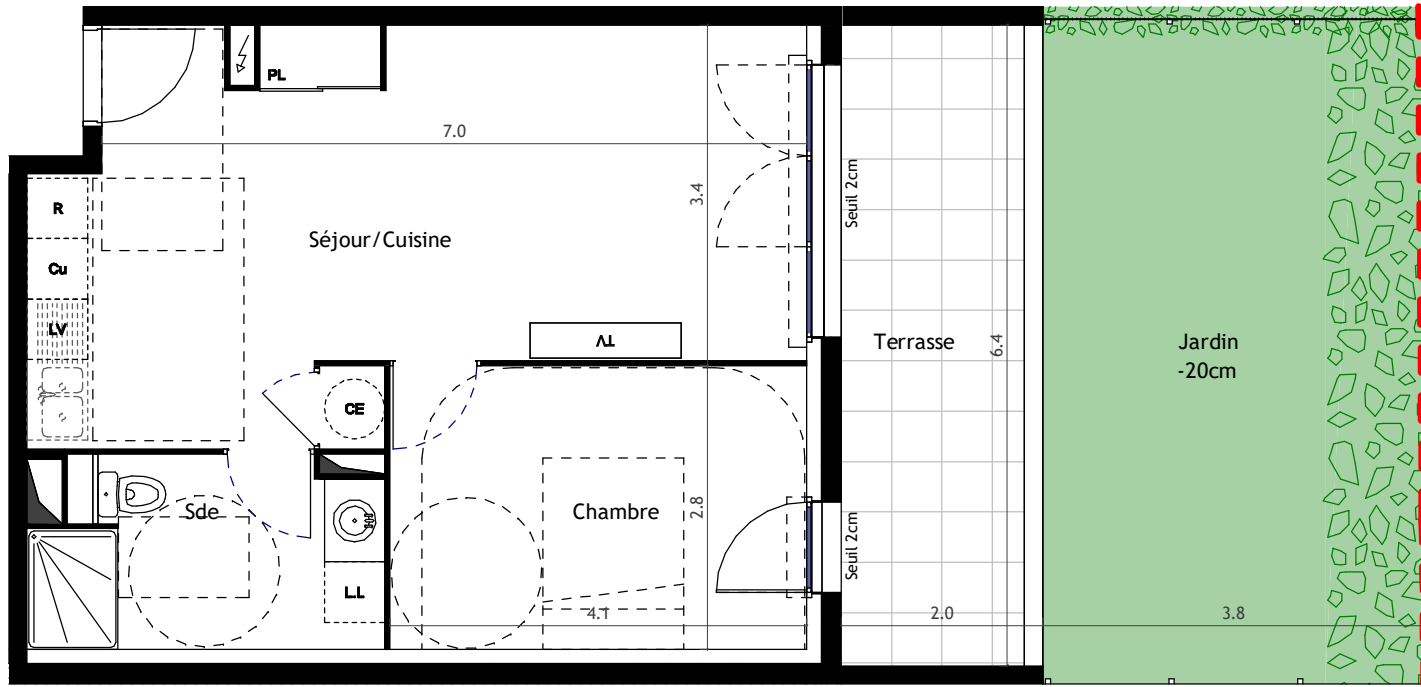 PL
7.0
R
Cu
LV
Séjour/Cuisine
3.4
TV
CE
Sde
LL
Chambre
2.8
4.1
Seuil 2cm
Seuil 2cm
Terrasse
6.4
2.0
Jardin
-20cm
3.8